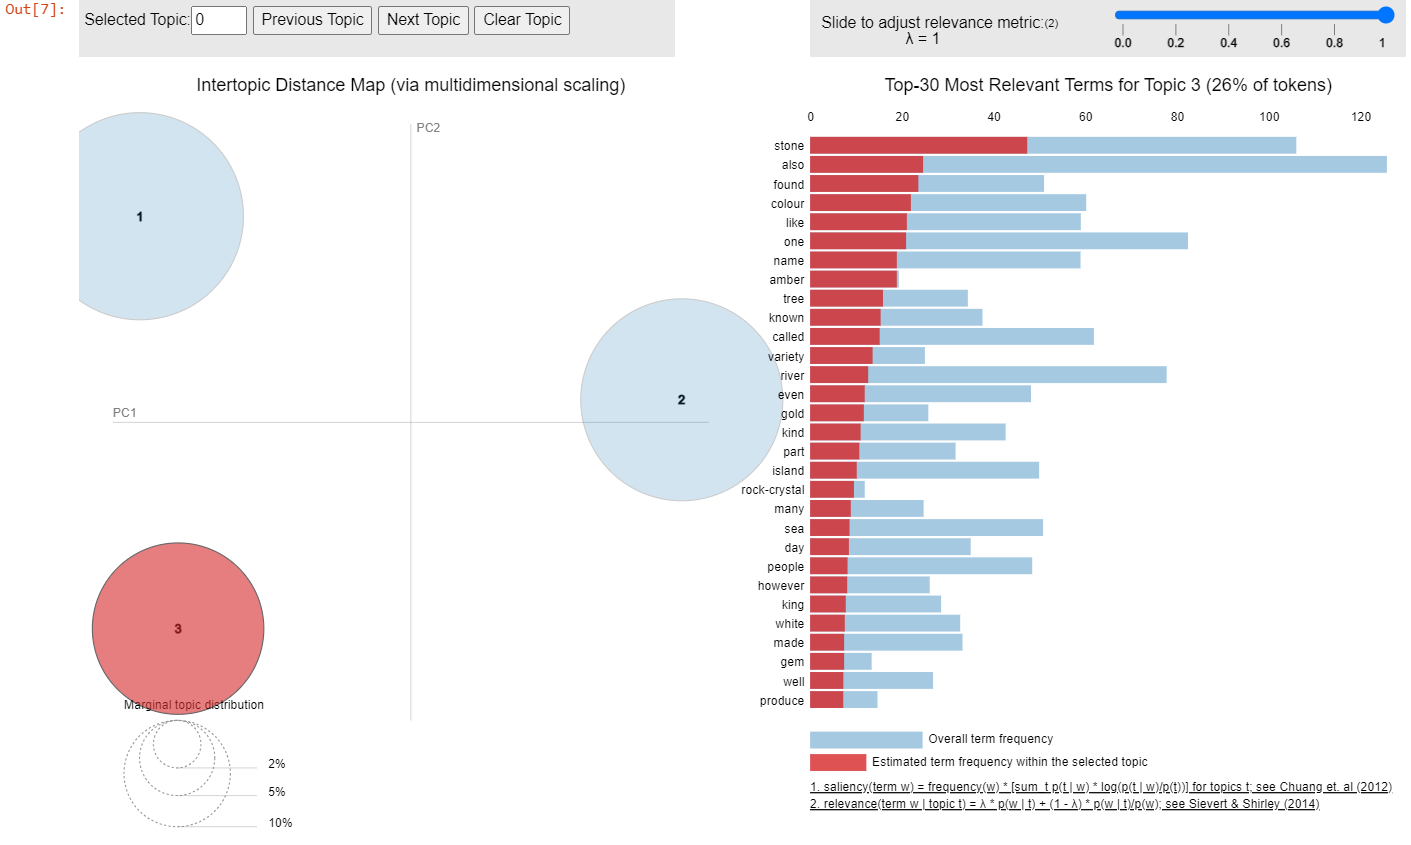 Out[7]:
Selected Topic: 0 Previous Topic Next Topic Clear Topic
Slide to adjust relevance metric:(2)
λ = 1
0.0 0.2 0.4 0.6 0.8 1
Intertopic Distance Map (via multidimensional scaling)
PC2
PC1
1
2
3
Marginal topic distribution
2%
5%
10%
Top-30 Most Relevant Terms for Topic 3 (26% of tokens)
0 20 40 60 80 100 120
stone
also
found
colour
like
one
name
amber
tree
known
called
variety
river
even
gold
kind
part
island
rock-crystal
many
sea
day
people
however
king
white
made
gem
well
produce
Overall term frequency
Estimated term frequency within the selected topic
1. saliency(term w) = frequency(w) * [sum_t p(t | w) * log(p(t | w)/p(t))] for topics t; see Chuang et. al (2012)
2. relevance(term w | topic t) = λ * p(w | t) + (1 - λ) * p(w | t)/p(w); see Sievert & Shirley (2014)